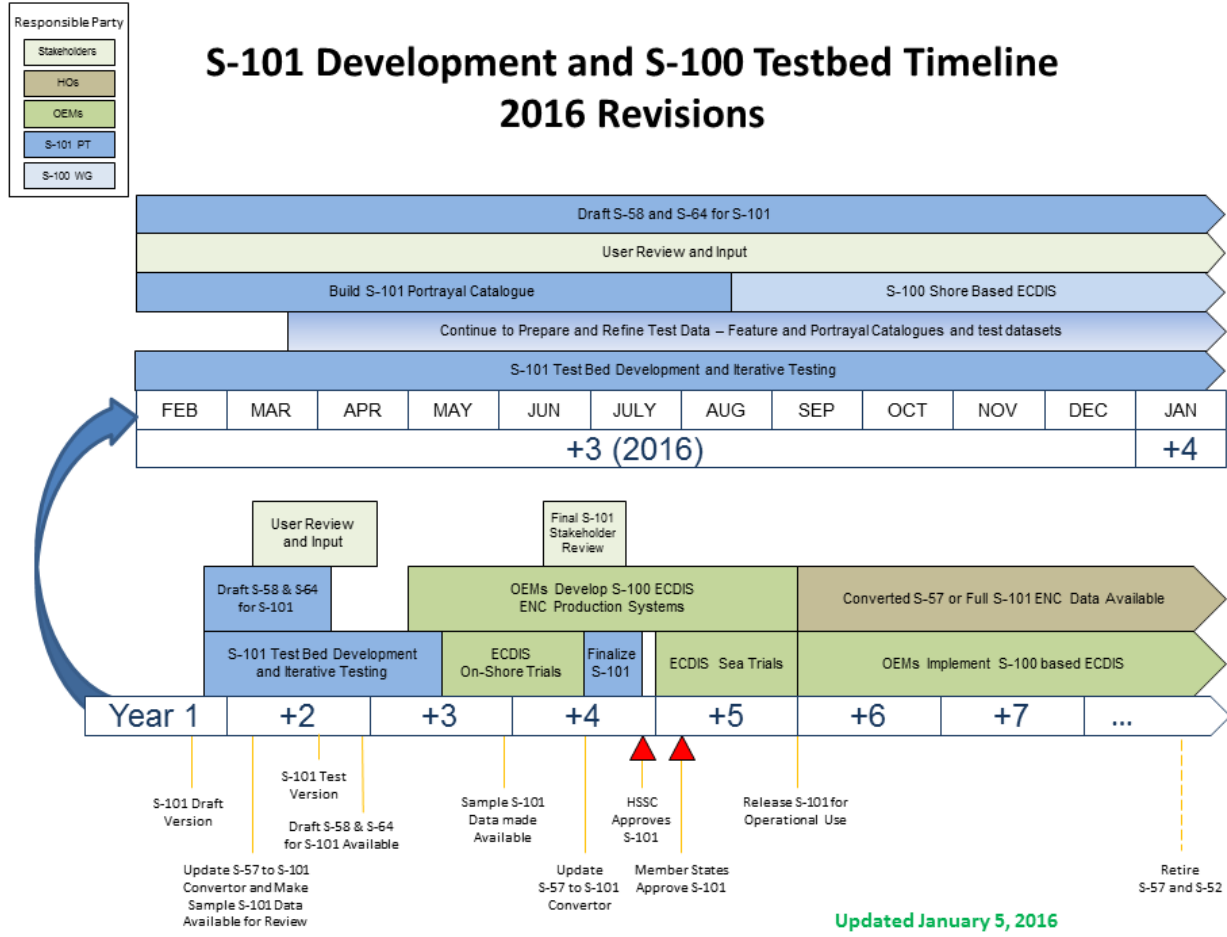 Responsible Party
Stakeholders
HOs
OEMs
S-101 PT
S-100 WG
S-101 Development and S-100 Testbed Timeline
2016 Revisions
Draft S-58 and S-64 for S-101
User Review and Input
Build S-101 Portrayal Catalogue
S-100 Shore Based ECDIS
Continue to Prepare and Refine Test Data – Feature and Portrayal Catalogues and test datasets
S-101 Test Bed Development and Iterative Testing
FEB MAR APR MAY JUN JULY AUG SEP OCT NOV DEC JAN
+3 (2016) +4
User Review
and Input
Final S-101
Stakeholder
Review
Draft S-58 & S-64
for S-101
OEMs Develop S-100 ECDIS
ENC Production Systems
Converted S-57 or Full S-101 ENC Data Available
S-101 Test Bed Development
and Iterative Testing
ECDIS
On-Shore Trials
Finalize
S-101
ECDIS Sea Trials
OEMs Implement S-100 based ECDIS
Year 1 +2 +3 +4 +5 +6 +7 ...
S-101 Draft
Version
Update S-57 to S-101
Convertor and Make
Sample S-101 Data
Available for Review
S-101 Test
Version
Draft S-58 & S-64
for S-101 Available
Sample S-101
Data made
Available
Update
S-57 to S-101
Convertor
HSSC
Approves
S-101
Member States
Approve S-101
Release S-101 for
Operational Use
Retire
S-57 and S-52
Updated January 5, 2016